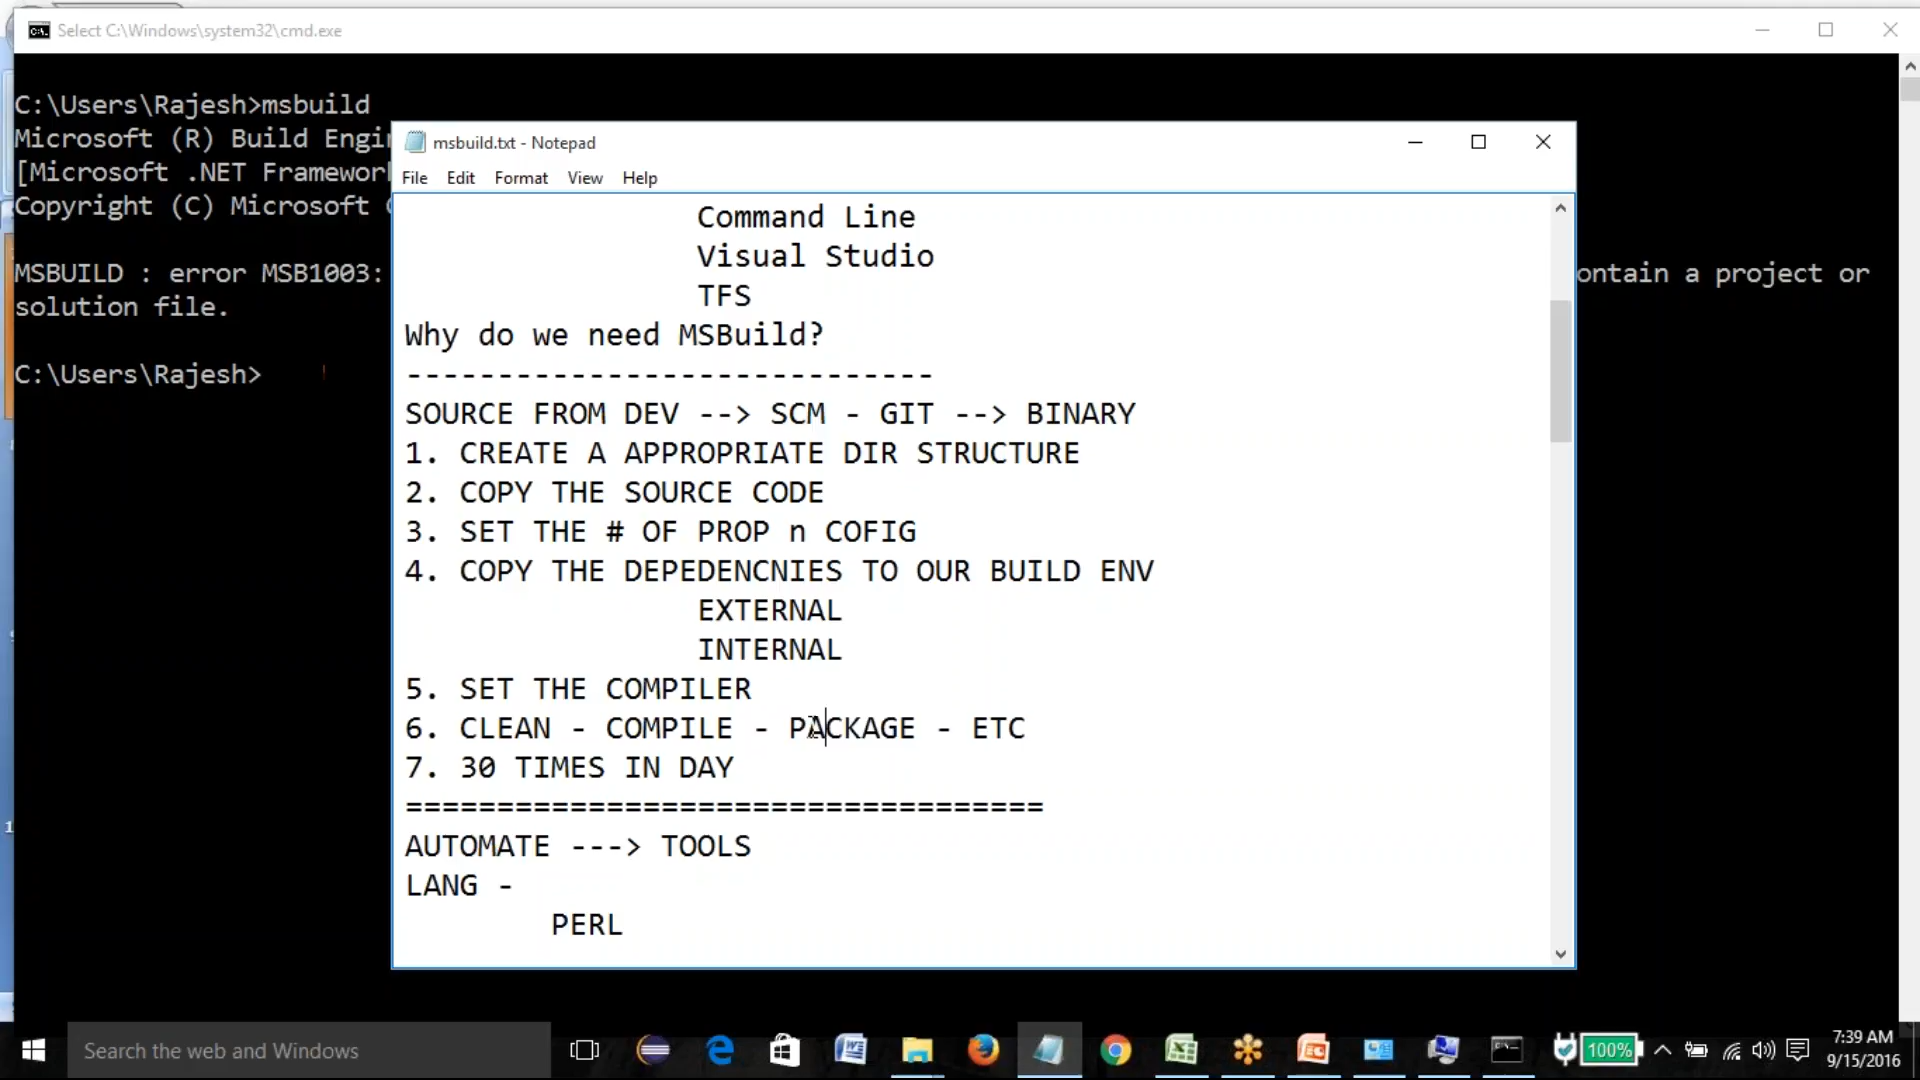 Select C:\Windows\system32\cmd.exe
C:\Users\Rajesh>msbuild
Microsoft (R) Build Engi
[Microsoft .NET Framewor
Copyright (C) Microsoft
MSBUILD : error MSB1003: ontain a project or
solution file.
C:\Users\Rajesh>
msbuild.txt - Notepad
File Edit Format View Help
Command Line
Visual Studio
TFS
Why do we need MSBuild?
-----------------------------
SOURCE FROM DEV --> SCM - GIT --> BINARY
1. CREATE A APPROPRIATE DIR STRUCTURE
2. COPY THE SOURCE CODE
3. SET THE # OF PROP n COFIG
4. COPY THE DEPEDENCNIES TO OUR BUILD ENV
EXTERNAL
INTERNAL
5. SET THE COMPILER
6. CLEAN - COMPILE - PACKAGE - ETC
7. 30 TIMES IN DAY
===================================
AUTOMATE ---> TOOLS
LANG -
PERL
Search the web and Windows
100%
7:39 AM
9/15/2016